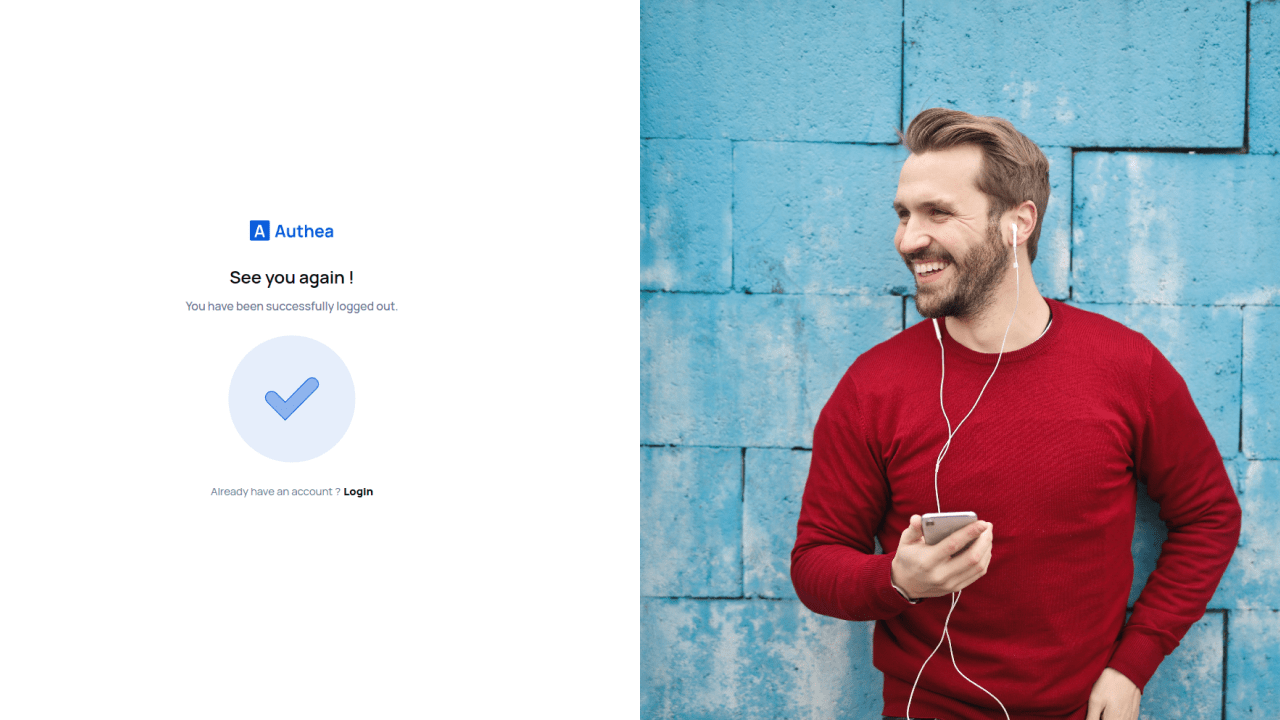 A Authea
See you again !
You have been successfully logged out.
Already have an account ? Login